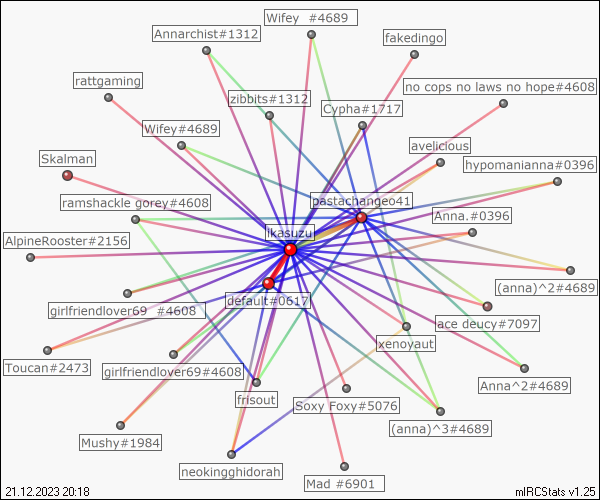 Wifey  #4689
Annarchist#1312
fakedingo
rattgaming
no cops no laws no hope#4608
zibbits#1312
Cypha#1717
Wifey#4689
avelicious
Skalman
hypomanianna#0396
ramshackle gorey#4608
pastachangeo41
Anna.#0396
ikasuzu
AlpineRooster#2156
(anna)^2#4689
default#0617
girlfriendlover69  #4608
ace deucy#7097
xenoyaut
Toucan#2473
girlfriendlover69#4608
Anna^2#4689
frisout
Soxy Foxy#5076
(anna)^3#4689
Mushy#1984
neokingghidorah
Mad #6901
21.12.2023 20:18
mIRCStats v1.25